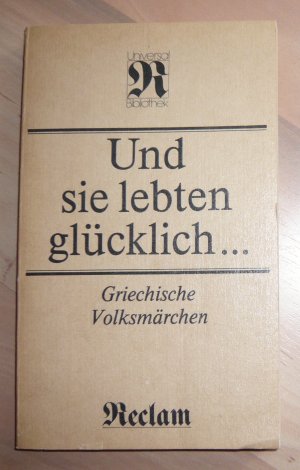 Universal
R
Bibliothek
Und
sie lebten
glücklich...
Griechische
Volksmärchen
Reclam